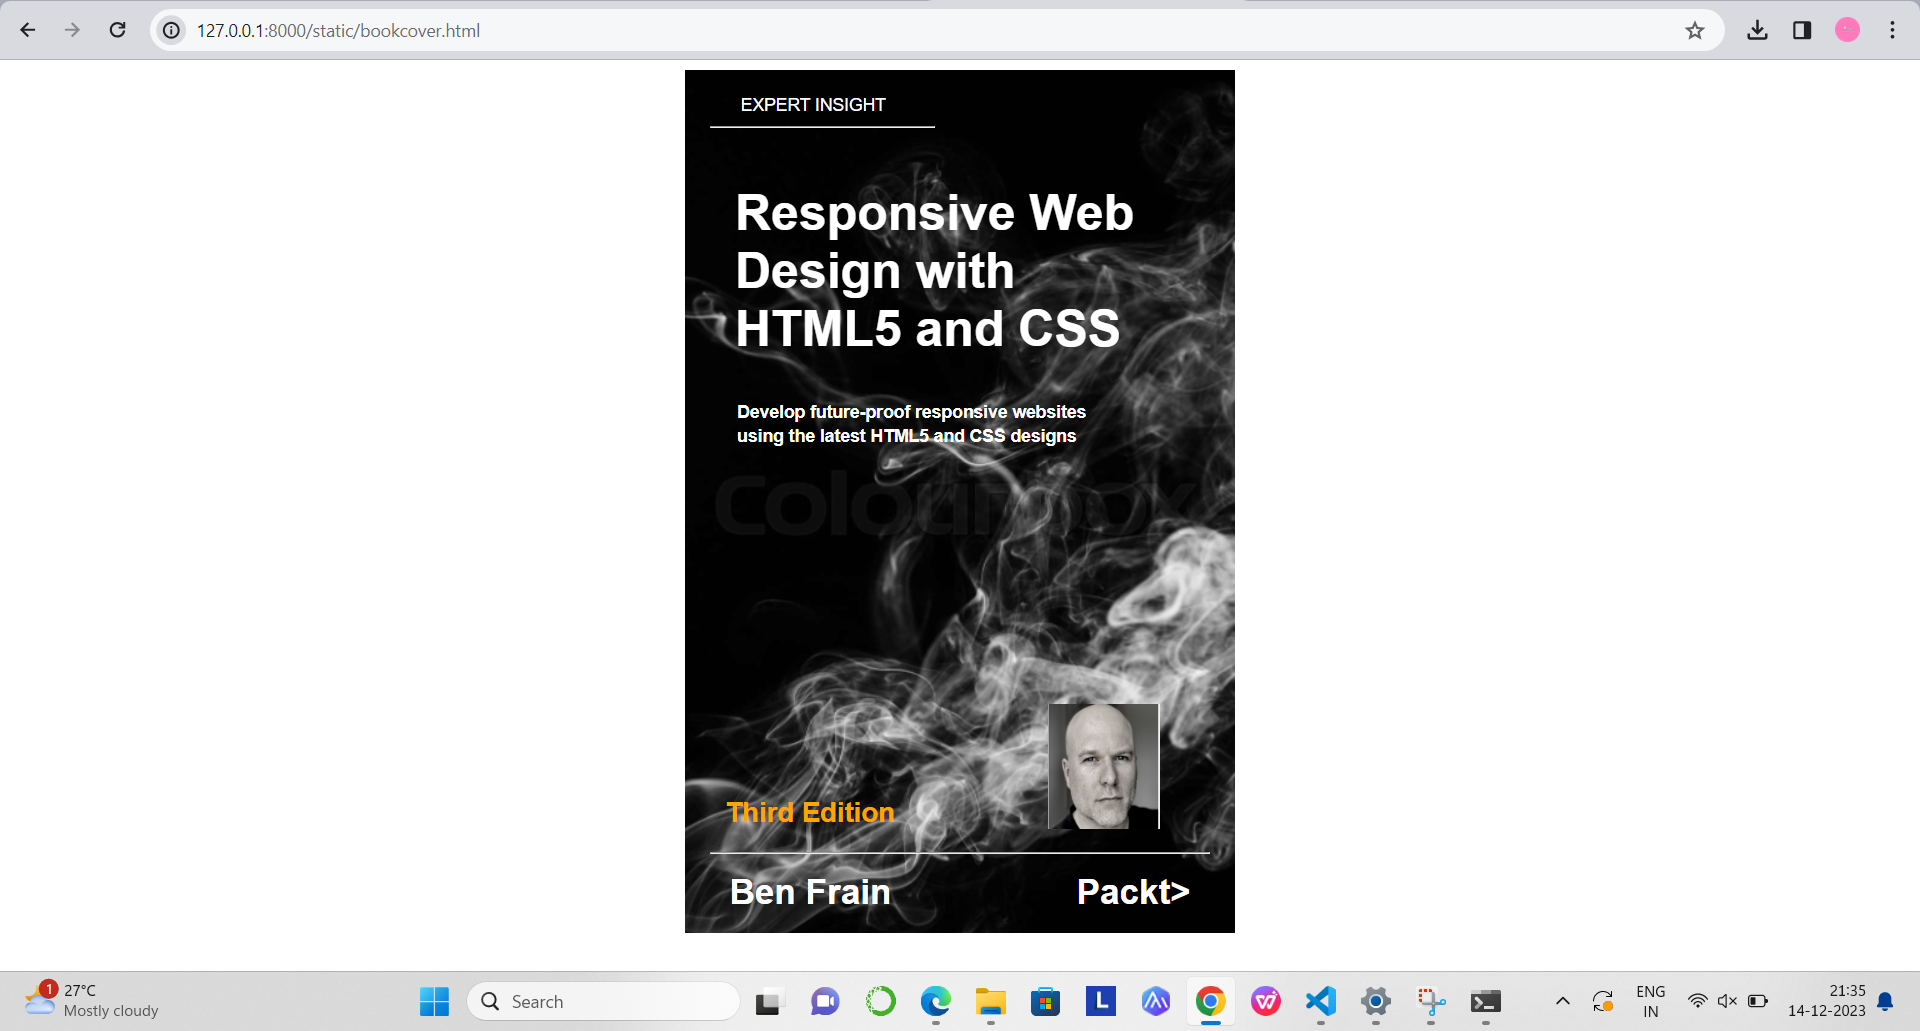 127.0.0.1:8000/static/bookcover.html
EXPERT INSIGHT
Responsive Web
Design with
HTML5 and CSS
Develop future-proof responsive websites
using the latest HTML5 and CSS designs
Colourbox
Third Edition
Ben Frain
Packt>
1
27°C
Mostly cloudy
Search
L
ENG
IN
21:35
14-12-2023